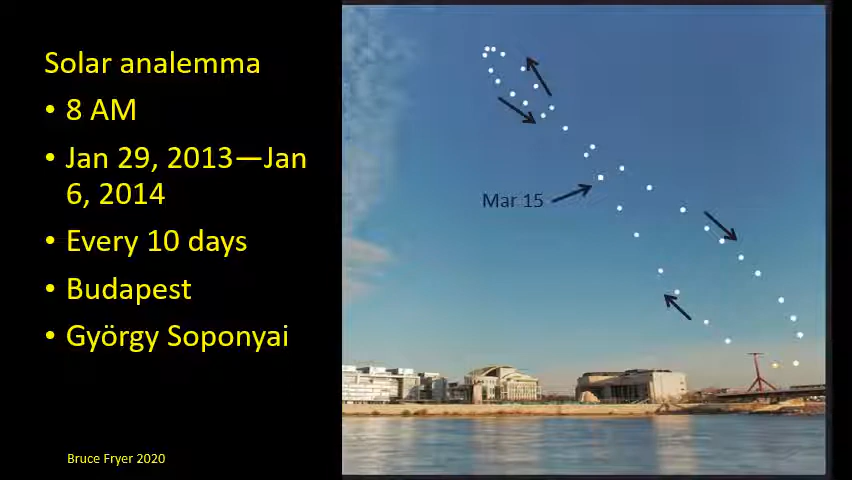 Solar analemma
• 8 AM
• Jan 29, 2013—Jan
6, 2014
• Every 10 days
• Budapest
• György Soponyai
Mar 15
Bruce Fryer 2020